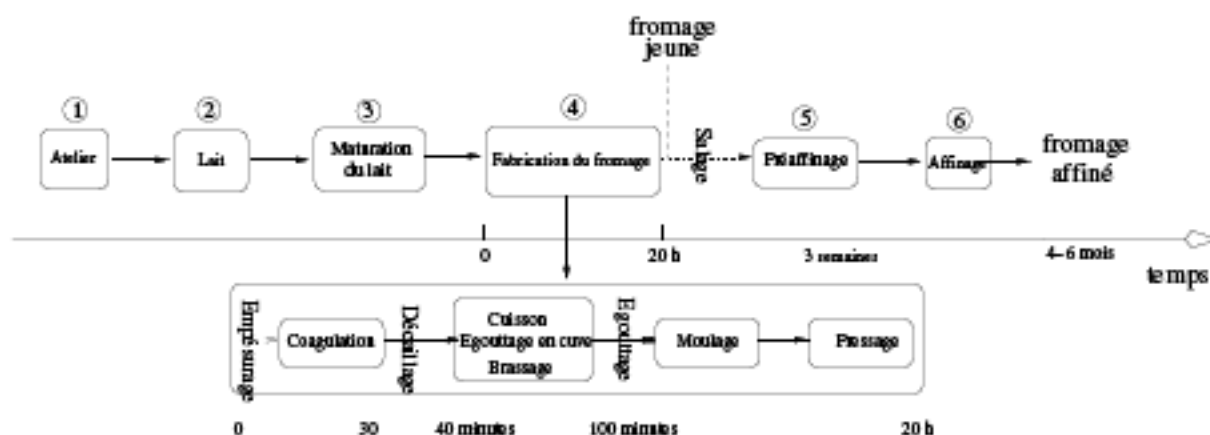 fromage
jeune
1
2
3
4
5
6
Atelier
Lait
Maturation
du lait
Fabrication du fromage
Salage
Préaffinage
Affinage
fromage
affiné
0
20 h
3 semaines
4–6 mois
temps
Empé surage
Coagulation
Décaillage
Cuisson
Egouttage en cuve
Brassage
Egouttage
Moulage
Pressage
0
30
40 minutes
100 minutes
20 h